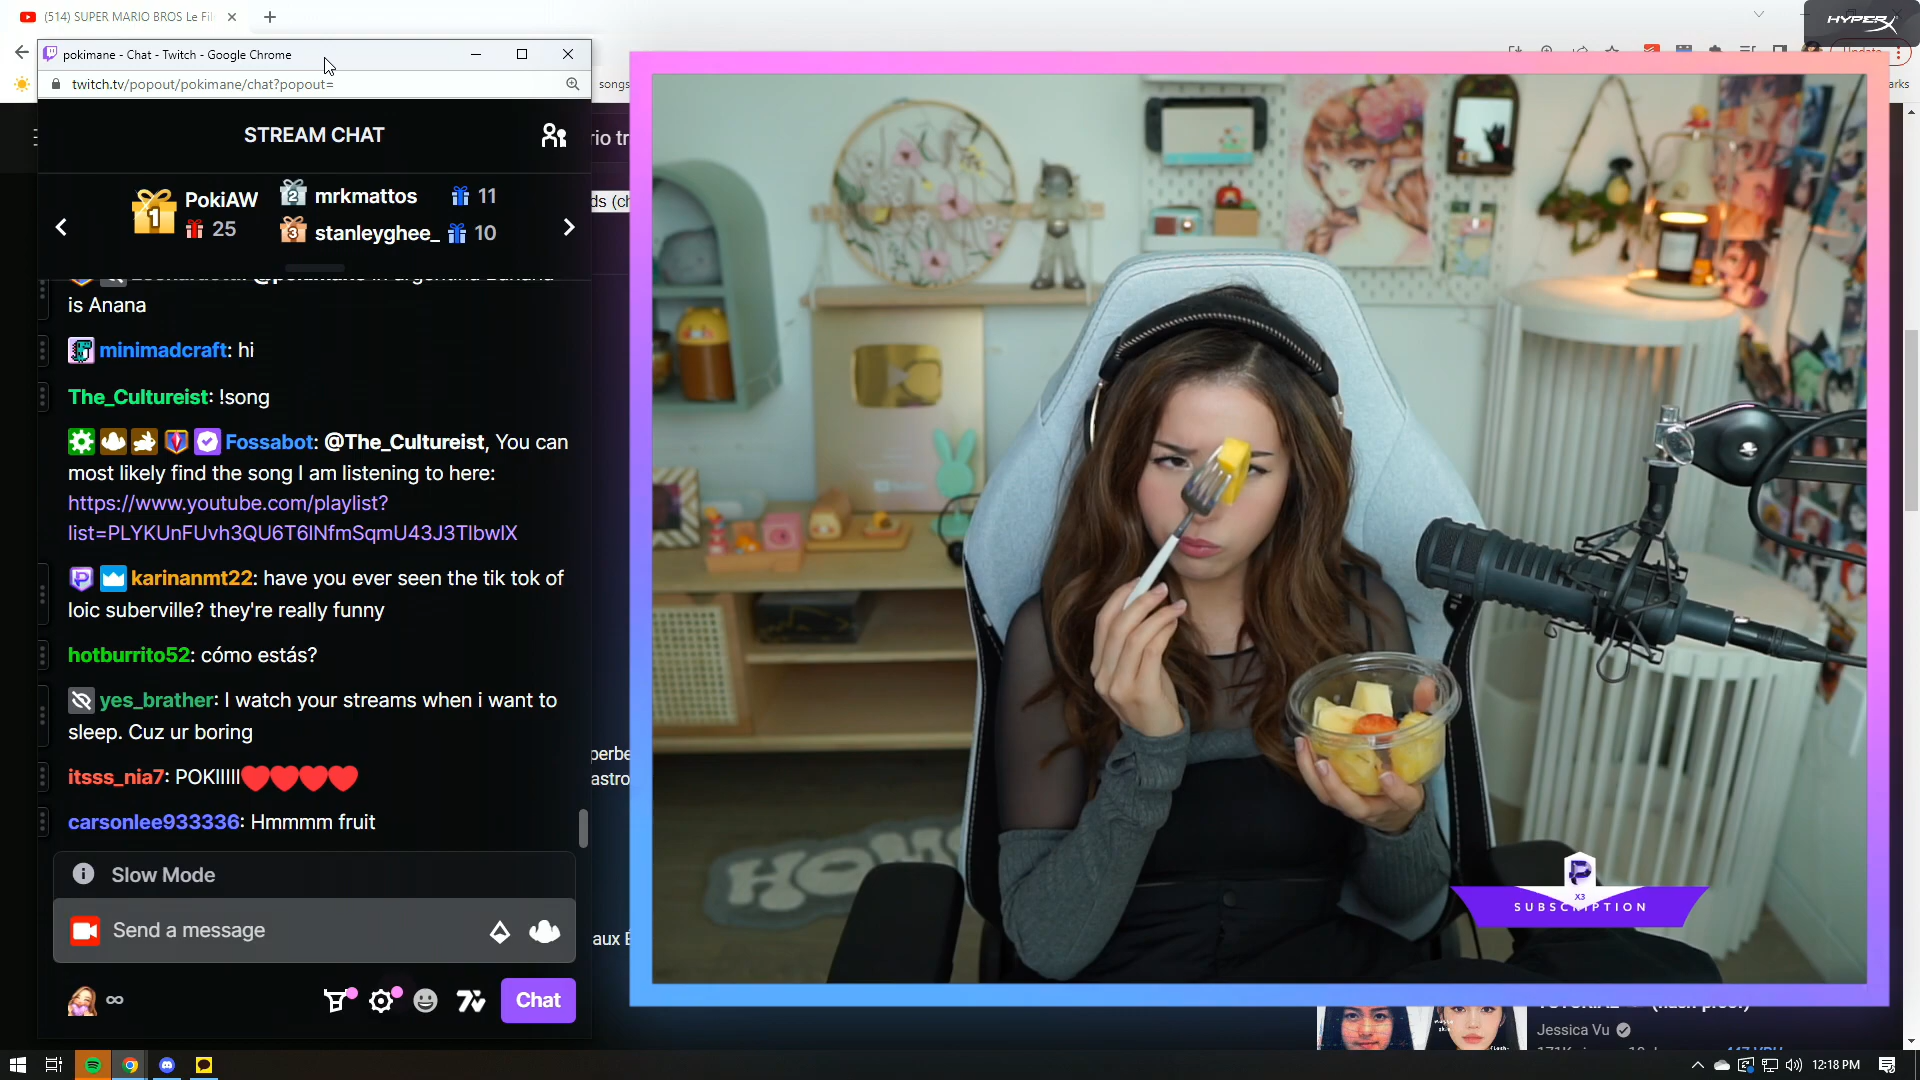 (514) SUPER MARIO BROS Le Fil
HYPERX
pokimane - Chat - Twitch - Google Chrome
twitch.tv/popout/pokimane/chat?popout=
songs
STREAM CHAT
PokiAW
25
mrkmattos 11
stanleyghee_ 10
is Anana
minimadcraft: hi
The_Cultureist: !song
Fossabot: @The_Cultureist, You can
most likely find the song I am listening to here:
https://www.youtube.com/playlist?
list=PLYKUnFUvh3QU6T6INfmSqmU43J3TIbwIX
karinanmt22: have you ever seen the tik tok of
loic suberville? they're really funny
hotburrito52: cómo estás?
yes_brather: I watch your streams when i want to
sleep. Cuz ur boring
itsss_nia7: POKIIIII❤️❤️❤️❤️
carsonlee933336: Hmmmm fruit
Slow Mode
Send a message
∞
Chat
HOME
X3
SUBSCRIPTION
Jessica Vu
12:18 PM